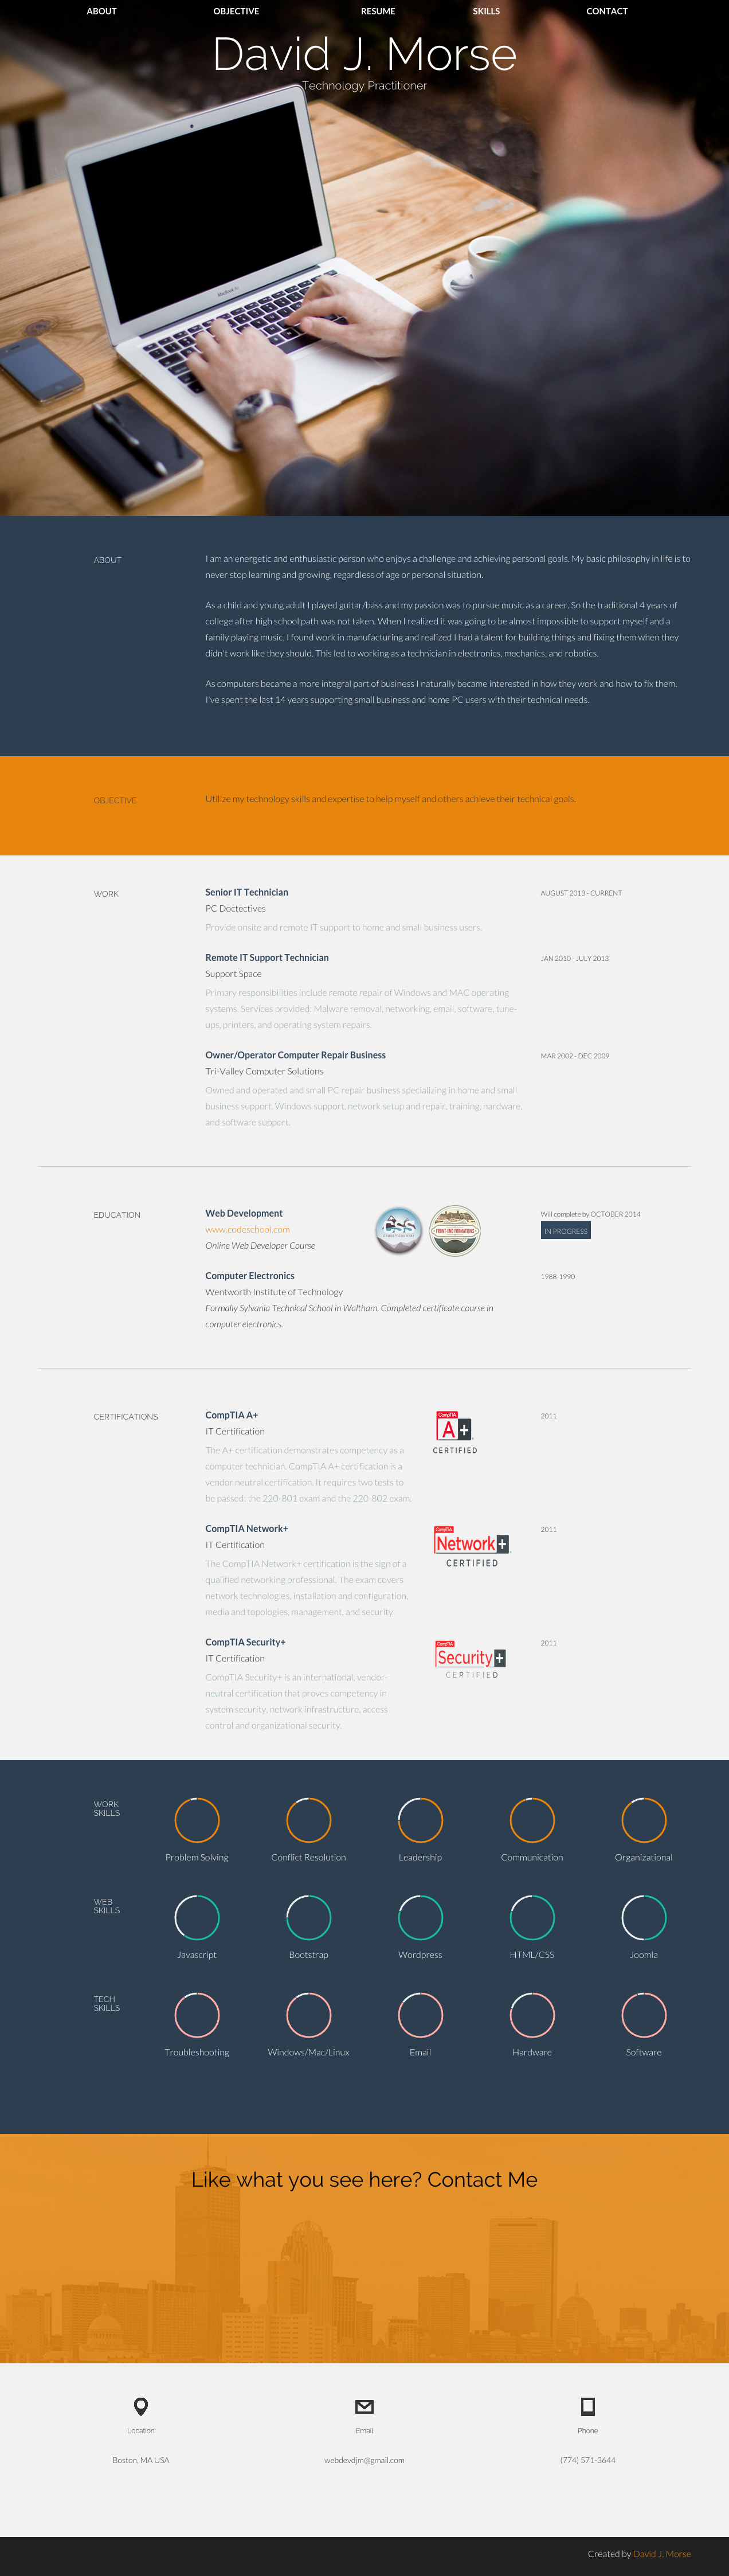 ABOUT OBJECTIVE RESUME SKILLS CONTACT
David J. Morse
Technology Practitioner
MacBook Air
ABOUT
I am an energetic and enthusiastic person who enjoys a challenge and achieving personal goals. My basic philosophy in life is to
never stop learning and growing, regardless of age or personal situation.
As a child and young adult I played guitar/bass and my passion was to pursue music as a career. So the traditional 4 years of
college after high school path was not taken. When I realized it was going to be almost impossible to support myself and a
family playing music, I found work in manufacturing and realized I had a talent for building things and fixing them when they
didn't work like they should. This led to working as a technician in electronics, mechanics, and robotics.
As computers became a more integral part of business I naturally became interested in how they work and how to fix them.
I've spent the last 14 years supporting small business and home PC users with their technical needs.
OBJECTIVE
Utilize my technology skills and expertise to help myself and others achieve their technical goals.
WORK
Senior IT Technician
AUGUST 2013 - CURRENT
PC Doctectives
Provide onsite and remote IT support to home and small business users.
Remote IT Support Technician
JAN 2010 - JULY 2013
Support Space
Primary responsibilities include remote repair of Windows and MAC operating
systems. Services provided: Malware removal, networking, email, software, tune-
ups, printers, and operating system repairs.
Owner/Operator Computer Repair Business
MAR 2002 - DEC 2009
Tri-Valley Computer Solutions
Owned and operated and small PC repair business specializing in home and small
business support. Windows support, network setup and repair, training, hardware,
and software support.
EDUCATION
Web Development
Will complete by OCTOBER 2014
www.codeschool.com
IN PROGRESS
Online Web Developer Course
CSS
CROSS-COUNTRY
FRONT-END FORMATIONS
Computer Electronics
1988-1990
Wentworth Institute of Technology
Formally Sylvania Technical School in Waltham. Completed certificate course in
computer electronics.
CERTIFICATIONS
CompTIA A+
2011
IT Certification
The A+ certification demonstrates competency as a
computer technician. CompTIA A+ certification is a
vendor neutral certification. It requires two tests to
be passed: the 220-801 exam and the 220-802 exam.
CompTIA
A+
CERTIFIED
CompTIA Network+
2011
IT Certification
The CompTIA Network+ certification is the sign of a
qualified networking professional. The exam covers
network technologies, installation and configuration,
media and topologies, management, and security.
CompTIA
Network+
CERTIFIED
CompTIA Security+
2011
IT Certification
CompTIA Security+ is an international, vendor-
neutral certification that proves competency in
system security, network infrastructure, access
control and organizational security.
CompTIA
Security+
CERTIFIED
WORK
SKILLS
Problem Solving Conflict Resolution Leadership Communication Organizational
WEB
SKILLS
Javascript Bootstrap Wordpress HTML/CSS Joomla
TECH
SKILLS
Troubleshooting Windows/Mac/Linux Email Hardware Software
Like what you see here? Contact Me
Location Email Phone
Boston, MA USA webdevdjm@gmail.com (774) 571-3644
Created by David J. Morse